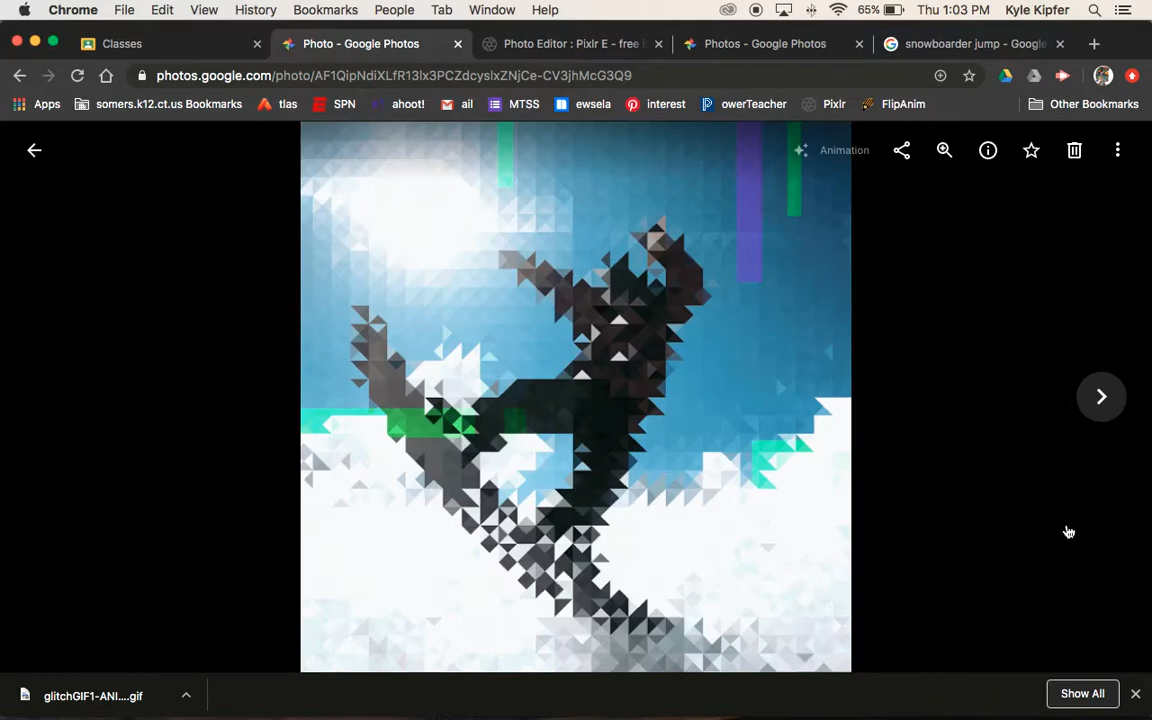 Chrome File Edit View History Bookmarks People Tab Window Help 65% Thu 1:03 PM Kyle Kipfer
Classes Photo - Google Photos Photo Editor : Pixlr E - free i Photos - Google Photos snowboarder jump - Google
photos.google.com/photo/AF1QipNdiXLfR13lx3PCZdcyslxZNjCe-CV3jhMcG3Q9
Apps somers.k12.ct.us Bookmarks tlas SPN ahoot! ail MTSS ewsela interest owerTeacher Pixlr FlipAnim Other Bookmarks
Animation
glitchGIF1-ANI....gif Show All